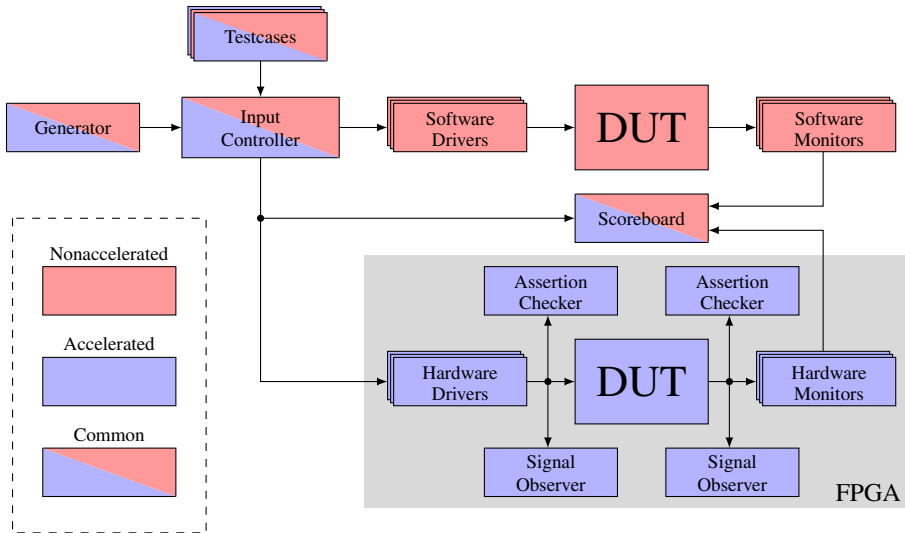 Testcases
Generator
Input
Controller
Software
Drivers
DUT
Software
Monitors
Scoreboard
Nonaccelerated
Accelerated
Common
Assertion
Checker
Assertion
Checker
Hardware
Drivers
DUT
Hardware
Monitors
Signal
Observer
Signal
Observer
FPGA